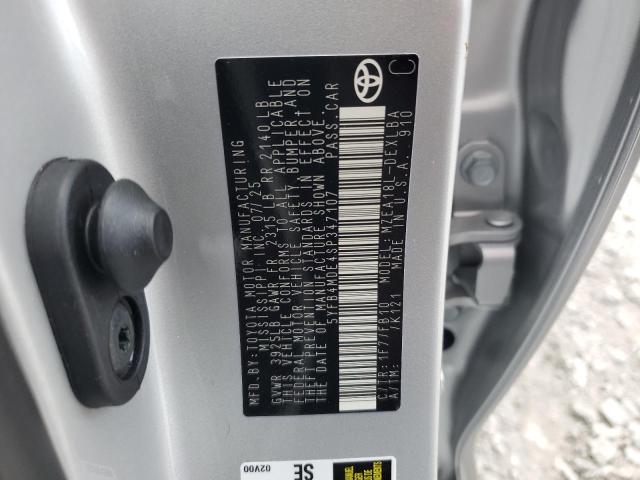 MFD.BY: TOYOTA MOTOR MANUFACTURING
MISSISSIPPI INC. 07/25
GVWR 3925LB GAWR FR 2315 LB RR 2140 LB
THIS VEHICLE CONFORMS TO ALL APPLICABLE
FEDERAL MOTOR VEHICLE SAFETY BUMPER, AND
THEFT PREVENTION STANDARDS IN EFFECT ON
THE DATE OF MANUFACTURE SHOWN ABOVE.
5YFB4MDE4SP347107 PASS.CAR
C/TR: 1F7/FB10 MODEL: MZEA18L-DEXLBA
A/TM: /K121 MADE IN U.S.A. 910
C
02V00
SE